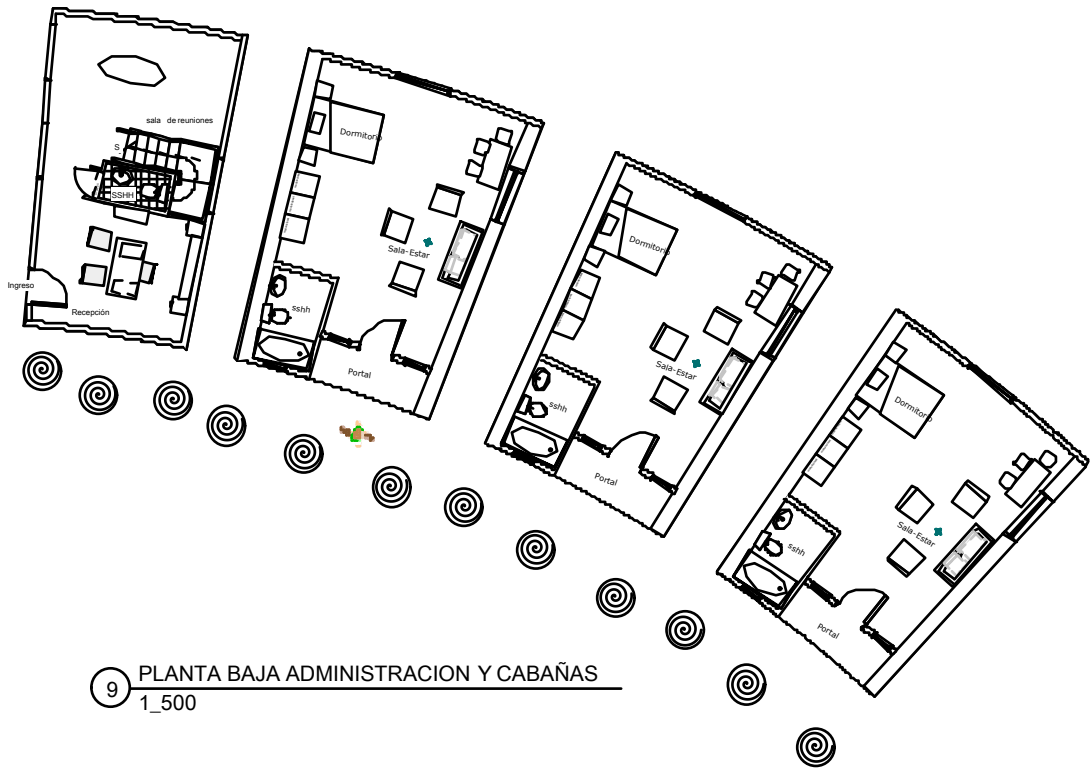 sala de reuniones
S
SSHH
Ingreso
Recepción
Dormitorio
Sala-Estar
sshh
Portal
Dormitorio
Sala-Estar
sshh
Portal
Dormitorio
Sala-Estar
sshh
Portal
9
PLANTA BAJA ADMINISTRACION Y CABAÑAS
1_500